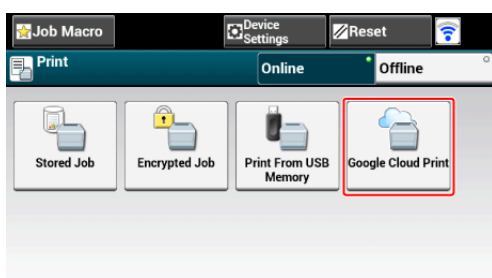 Job Macro
Device
Settings
Reset
Print
Online
Offline
Stored Job
Encrypted Job
Print From USB
Memory
Google Cloud Print